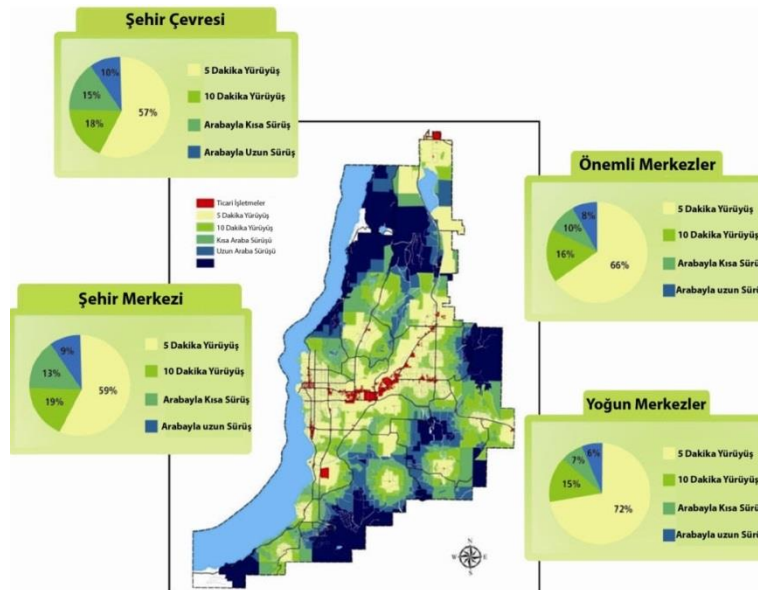 Şehir Çevresi
10%
15%
18%
57%
5 Dakika Yürüyüş
10 Dakika Yürüyüş
Arabayla Kısa Sürüş
Arabayla Uzun Sürüş
Ticari İşletmeler
5 Dakika Yürüyüş
10 Dakika Yürüyüş
Kısa Araba Sürüşü
Uzun Araba Sürüşü
Önemli Merkezler
8%
10%
16%
66%
5 Dakika Yürüyüş
10 Dakika Yürüyüş
Arabayla Kısa Sürüş
Arabayla uzun Sürüş
Şehir Merkezi
9%
13%
19%
59%
5 Dakika Yürüyüş
10 Dakika Yürüyüş
Arabayla Kısa Sürüş
Arabayla uzun Sürüş
Yoğun Merkezler
6%
7%
15%
72%
5 Dakika Yürüyüş
10 Dakika Yürüyüş
Arabayla Kısa Sürüş
Arabayla uzun Sürüş
N
W
E
S